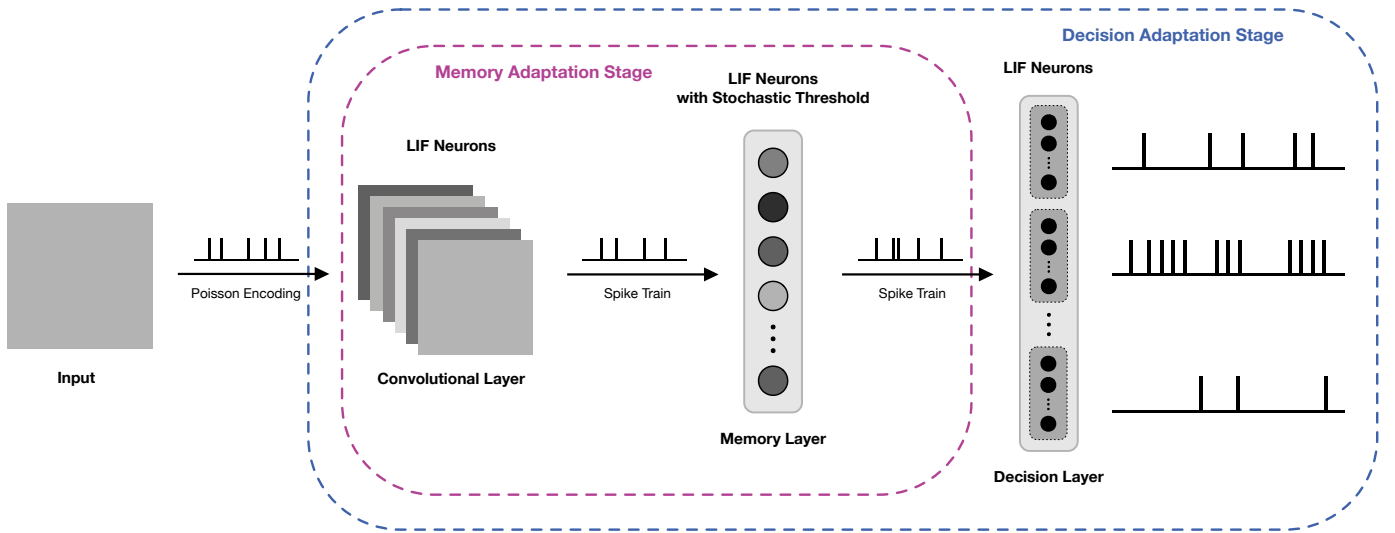 Decision Adaptation Stage
Memory Adaptation Stage
LIF Neurons
LIF Neurons
with Stochastic Threshold
LIF Neurons
Poisson Encoding
Spike Train
Spike Train
Input
Convolutional Layer
Memory Layer
Decision Layer